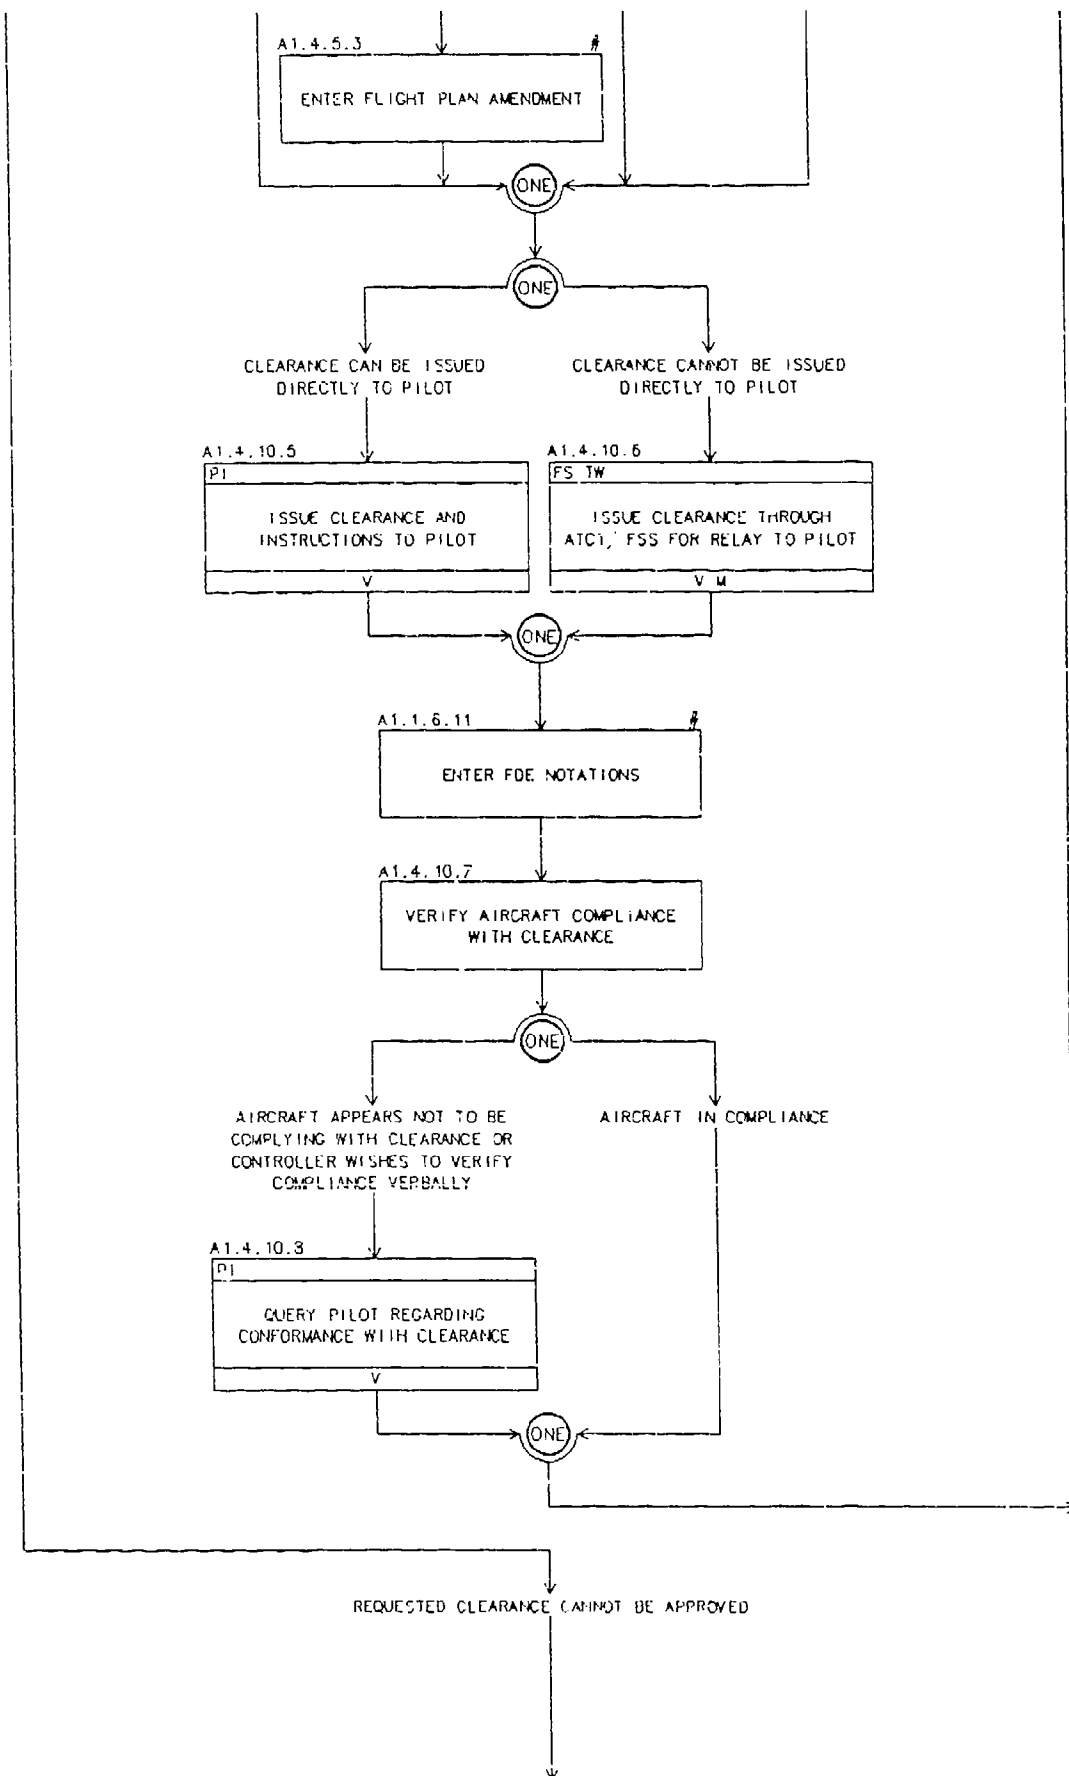 A1.4.5.3 #
ENTER FLIGHT PLAN AMENDMENT
ONE
ONE
CLEARANCE CAN BE ISSUED
DIRECTLY TO PILOT
CLEARANCE CANNOT BE ISSUED
DIRECTLY TO PILOT
A1.4.10.5
PI
ISSUE CLEARANCE AND
INSTRUCTIONS TO PILOT
V
A1.4.10.6
FS TW
ISSUE CLEARANCE THROUGH
FSS FOR RELAY TO PILOT
V M
ONE
A1.1.6.11 #
ENTER FDE NOTATIONS
A1.4.10.7
VERIFY AIRCRAFT COMPLIANCE
WITH CLEARANCE
ONE
AIRCRAFT APPEARS NOT TO BE
COMPLYING WITH CLEARANCE OR
CONTROLLER WISHES TO VERIFY
COMPLIANCE VERBALLY
AIRCRAFT IN COMPLIANCE
A1.4.10.3
PI
QUERY PILOT REGARDING
CONFORMANCE WITH CLEARANCE
V
ONE
REQUESTED CLEARANCE CANNOT BE APPROVED